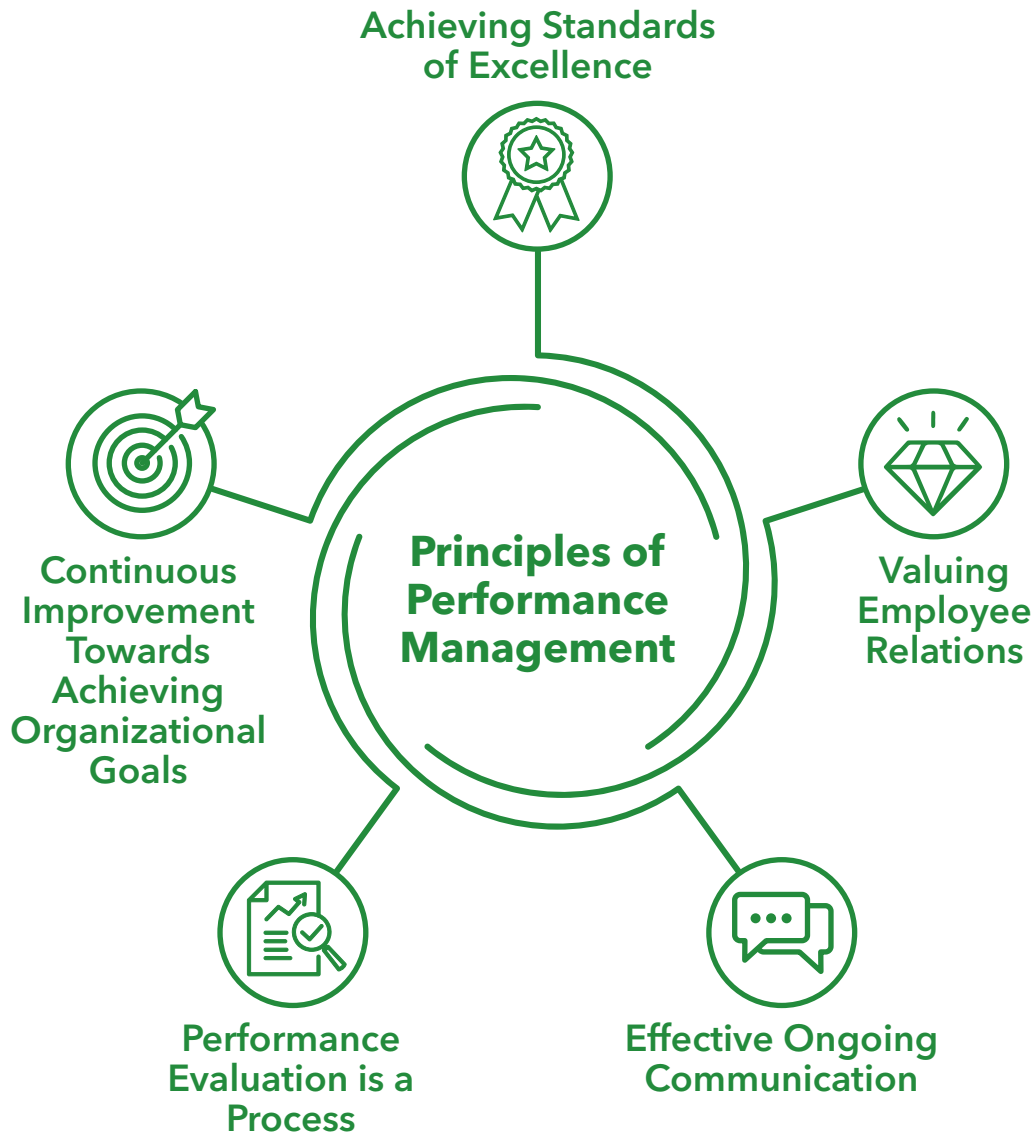 Achieving Standards
of Excellence
Principles of
Performance
Management
Valuing
Employee
Relations
Effective Ongoing
Communication
Performance
Evaluation is a
Process
Continuous
Improvement
Towards
Achieving
Organizational
Goals